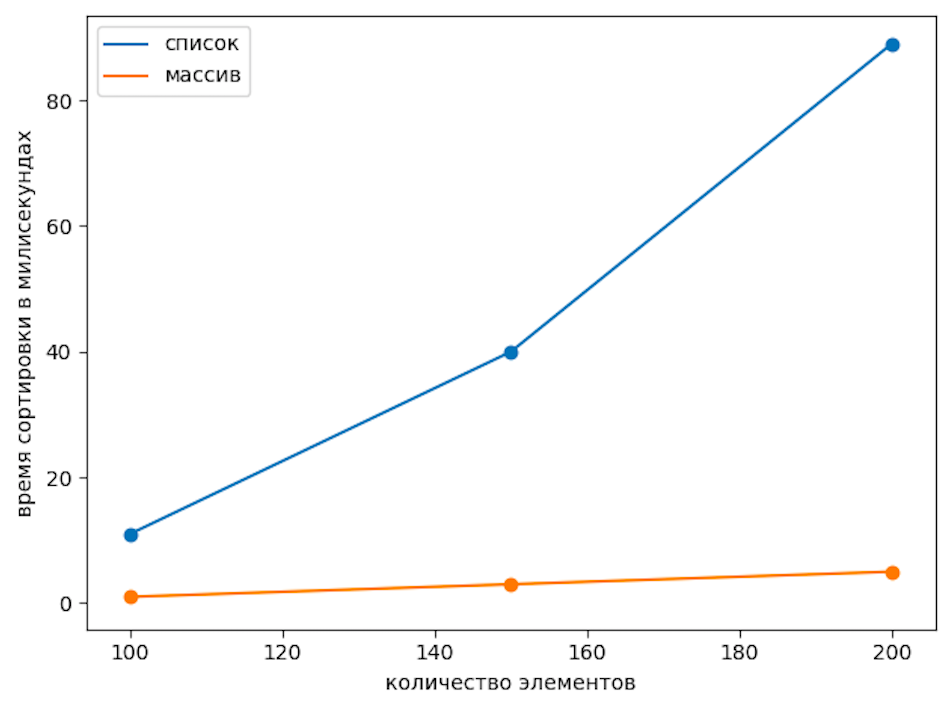 список
массив
80
60
40
20
0
время сортировки в милисекундах
100 120 140 160 180 200
количество элементов